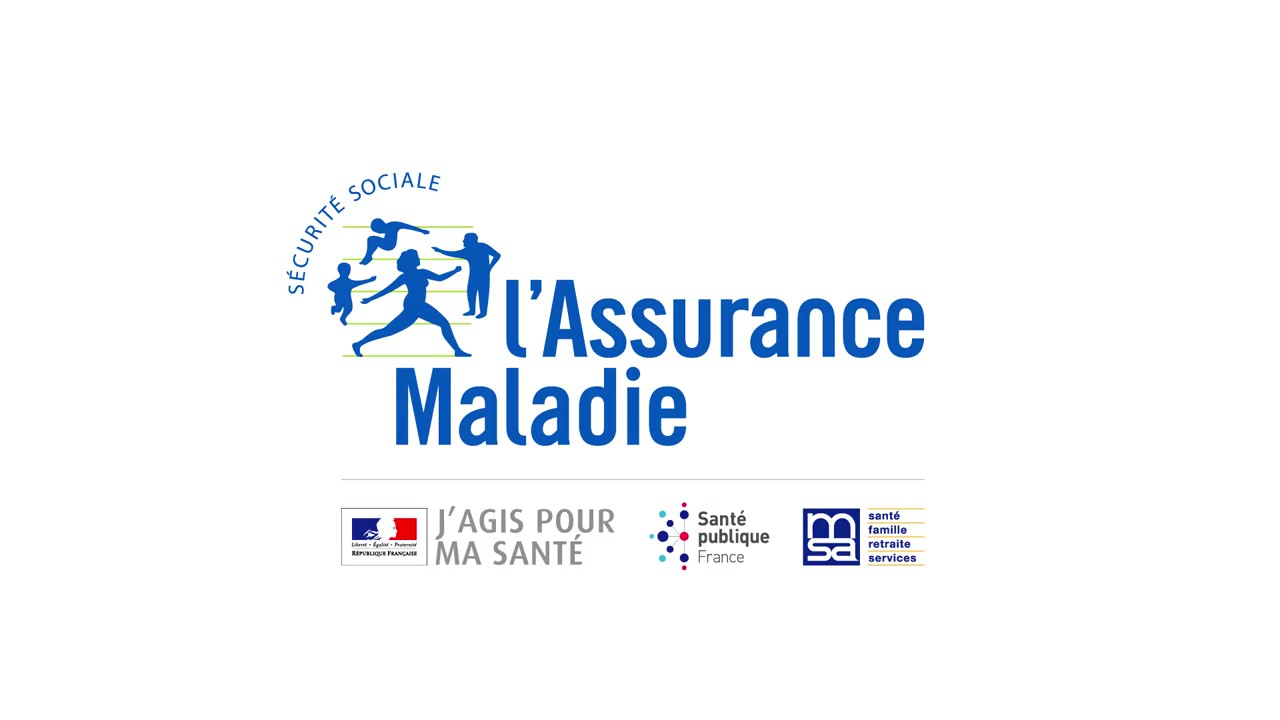 SÉCURITÉ SOCIALE
l'Assurance
Maladie
Liberté • Égalité • Fraternité
RÉPUBLIQUE FRANÇAISE
J'AGIS POUR
MA SANTÉ
Santé
publique
France
msa
santé
famille
retraite
services